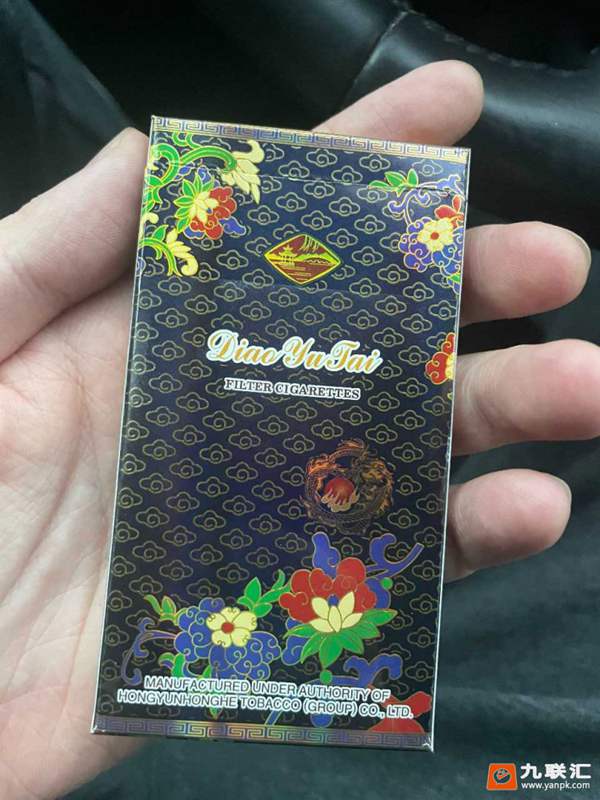 Diao Yu Tai
FILTER CIGARETTES
MANUFACTURED UNDER AUTHORITY OF
HONGYUNHONGHE TOBACCO (GROUP) CO., LTD.
九联汇
www.yanpk.com